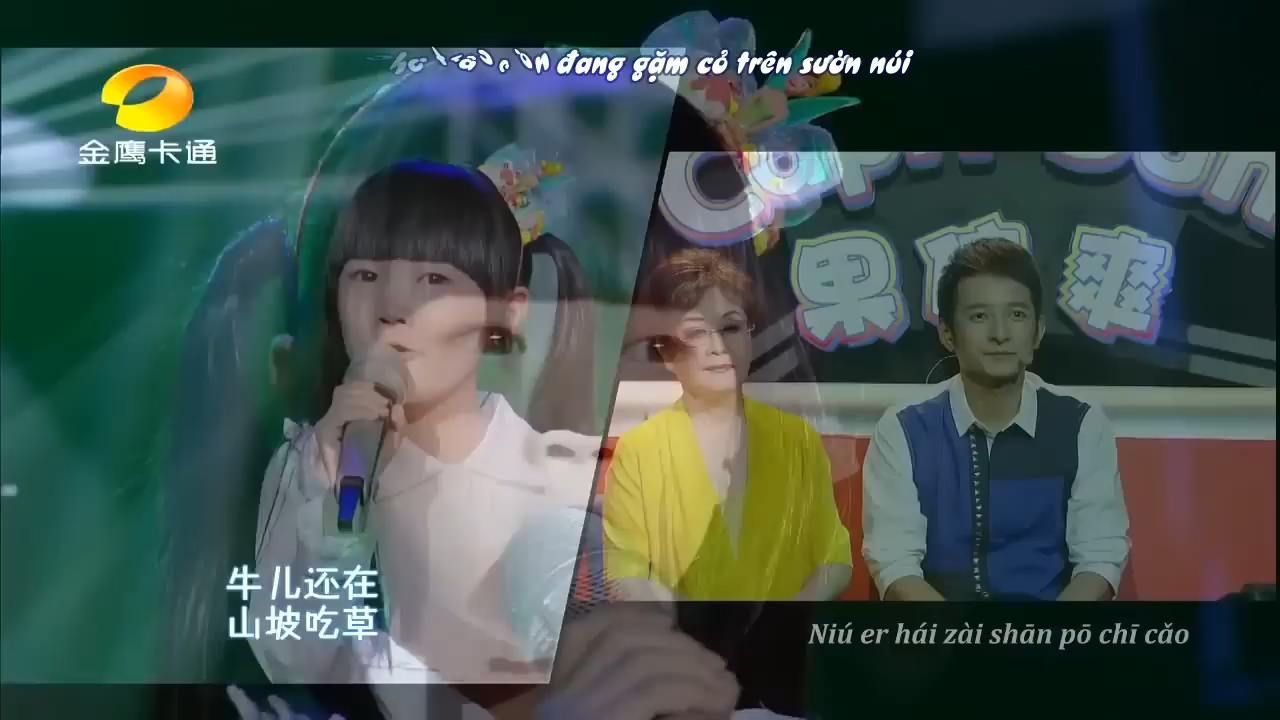 đang gặm cỏ trên sườn núi
金鹰卡通
果 爽
牛儿还在
山坡吃草
Niú er hái zài shān pō chī cǎo